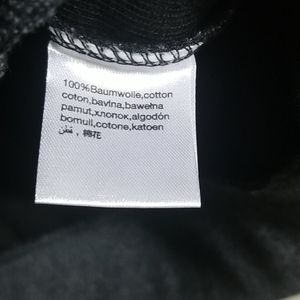 100%Baumwolle,cotton
coton,bavlna,bawełna
pamut,хлопок,algodón
bomull,cotone,katoen
قطن , 棉花